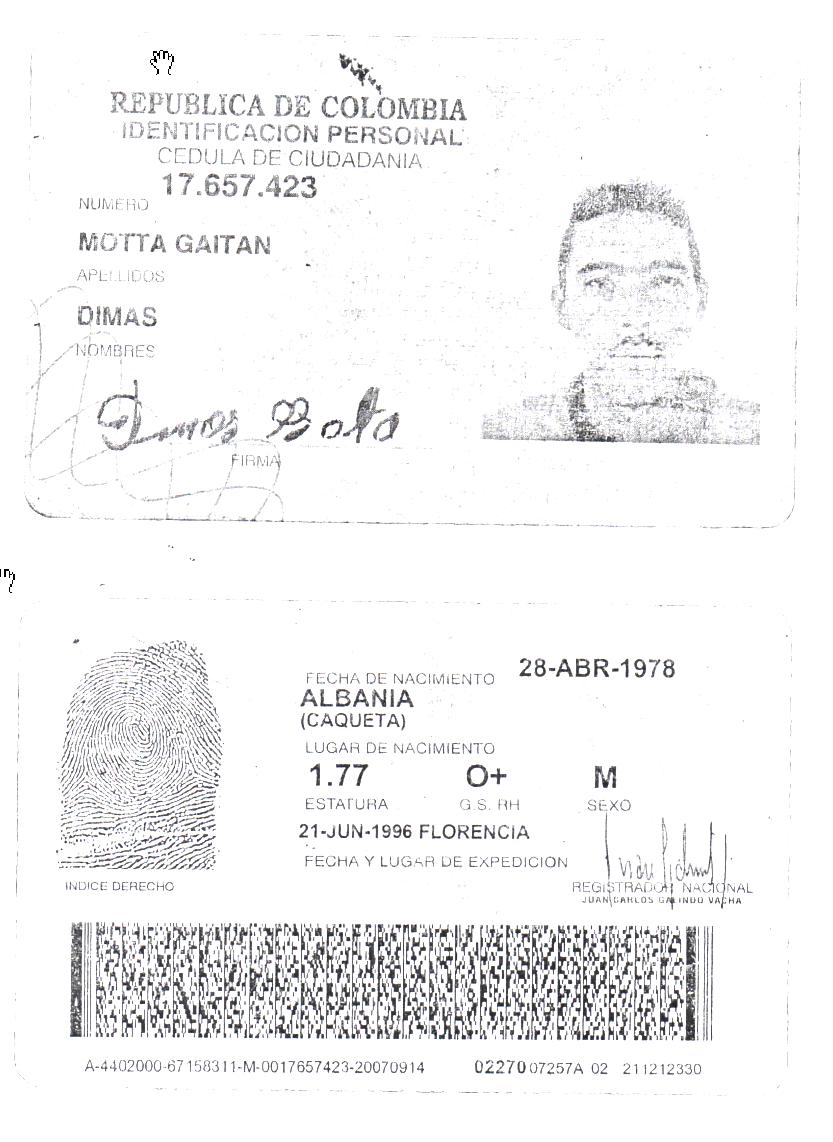 REPUBLICA DE COLOMBIA
IDENTIFICACION PERSONAL
CEDULA DE CIUDADANIA
17.657.423
NUMERO
MOTTA GAITAN
APELLIDOS
DIMAS
NOMBRES
Dimas
FIRMA
FECHA DE NACIMIENTO 28-ABR-1978
ALBANIA
(CAQUETA)
LUGAR DE NACIMIENTO
1.77 O+ M
ESTATURA G.S. RH SEXO
21-JUN-1996 FLORENCIA
FECHA Y LUGAR DE EXPEDICION
INDICE DERECHO
REGISTRADOR NACIONAL
JUAN CARLOS GALINDO VACHA
A-4402000-67158311-M-0017657423-20070914 0227007257A 02 211212330